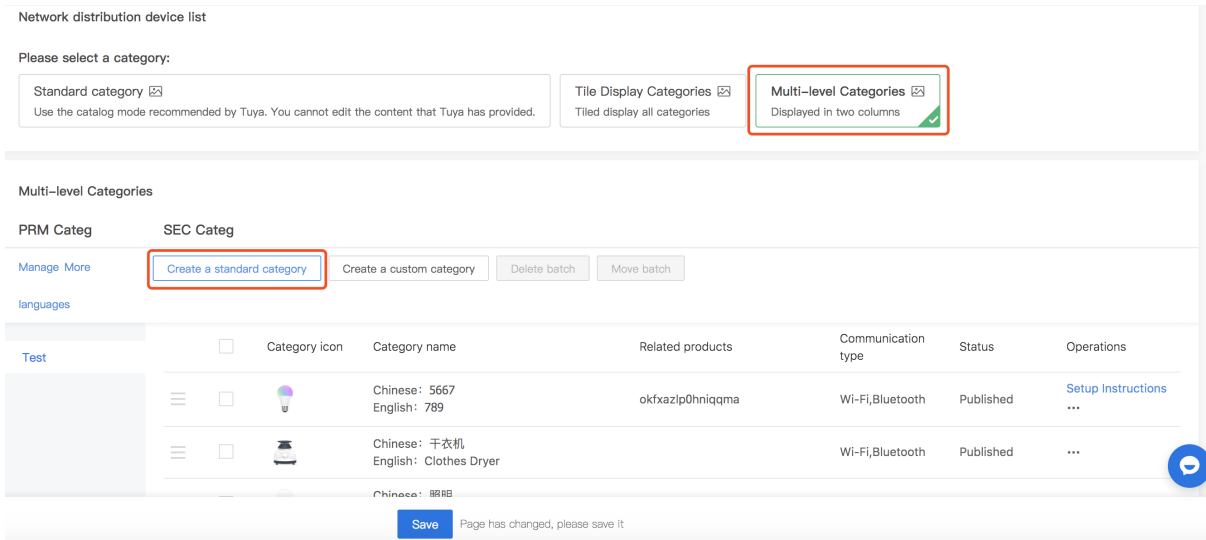 Network distribution device list
Please select a category:
Standard category
Use the catalog mode recommended by Tuya. You cannot edit the content that Tuya has provided.
Tile Display Categories
Tiled display all categories
Multi-level Categories
Displayed in two columns
Multi-level Categories
PRM Categ
SEC Categ
Manage More
languages
Create a standard category
Create a custom category
Delete batch
Move batch
Test
Category icon
Category name
Related products
Communication
type
Status
Operations
Chinese: 5667
English: 789
okfxazlp0hniqqma
Wi-Fi,Bluetooth
Published
Setup Instructions
...
Chinese: 干衣机
English: Clothes Dryer
Wi-Fi,Bluetooth
Published
...
Chinese: 照明
Save
Page has changed, please save it